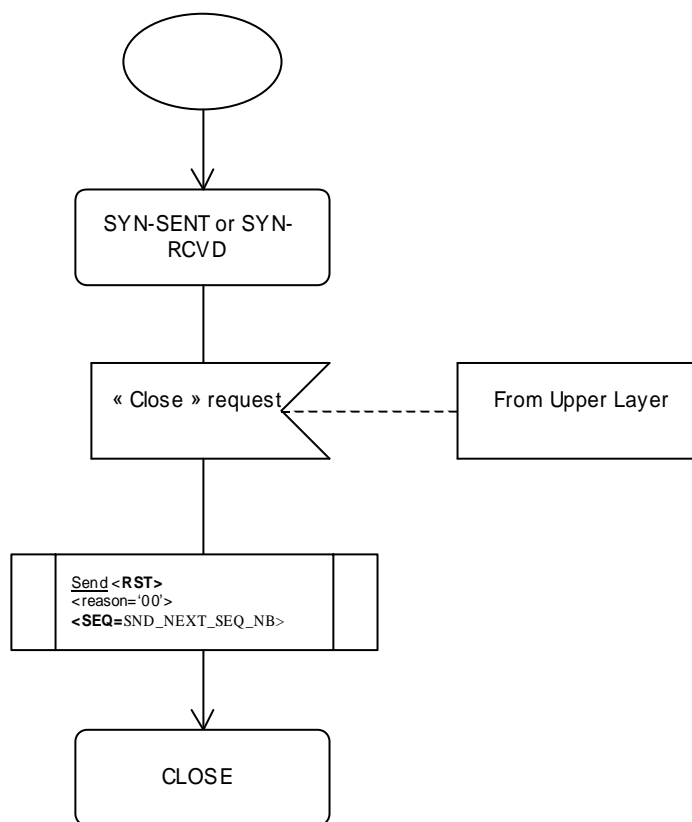 SYN-SENT or SYN-
RCVD
« Close » request
From Upper Layer
Send <RST>
<reason=‘00’>
<SEQ=SND_NEXT_SEQ_NB>
CLOSE